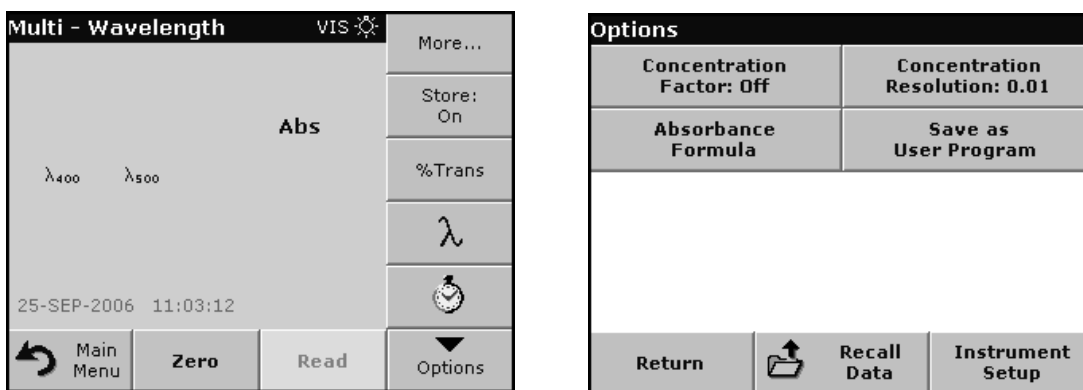 Multi - Wavelength VIS
More...
Store:
On
Abs
%Trans
λ400 λ500
λ
25-SEP-2006 11:03:12
Main
Menu
Zero
Read
Options
Options
Concentration
Factor: Off
Concentration
Resolution: 0.01
Absorbance
Formula
Save as
User Program
Return
Recall
Data
Instrument
Setup